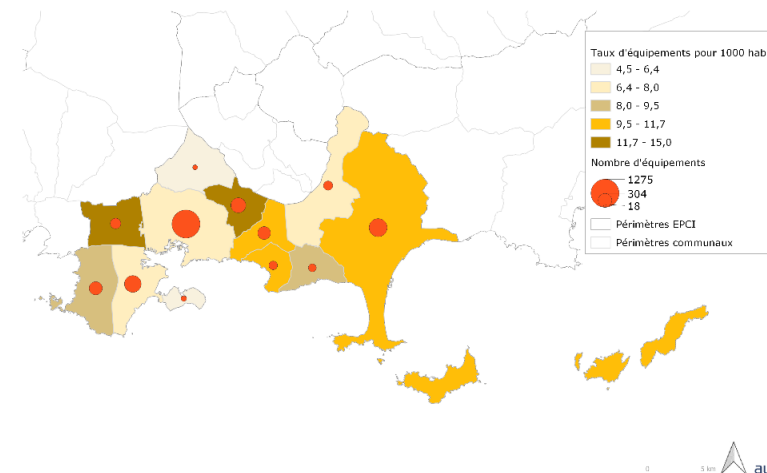 Taux d'équipements pour 1000 hab
4,5 - 6,4
6,4 - 8,0
8,0 - 9,5
9,5 - 11,7
11,7 - 15,0
Nombre d'équipements
1275
304
18
Périmètres EPCI
Périmètres communaux
0 5 km
au